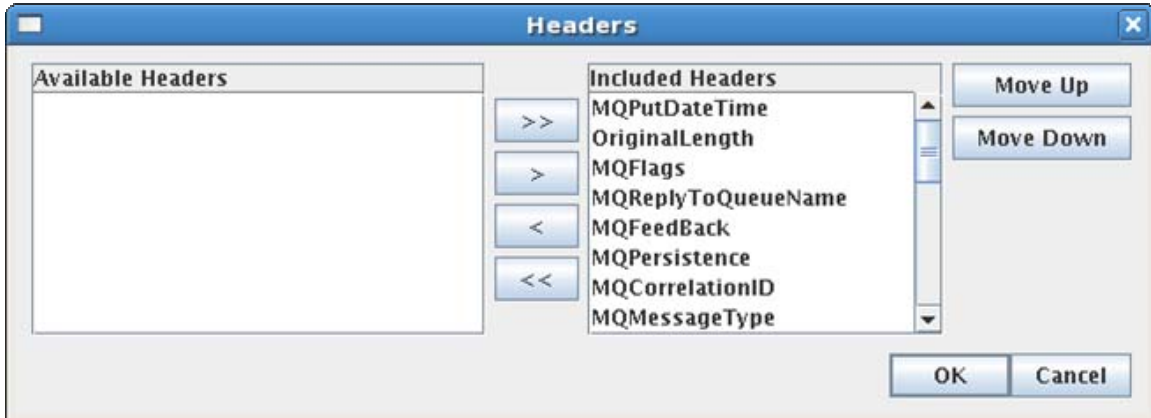 Headers
Available Headers
>>
>
<
<<
Included Headers
MQPutDateTime
OriginalLength
MQFlags
MQReplyToQueueName
MQFeedBack
MQPersistence
MQCorrelationID
MQMessageType
Move Up
Move Down
OK
Cancel